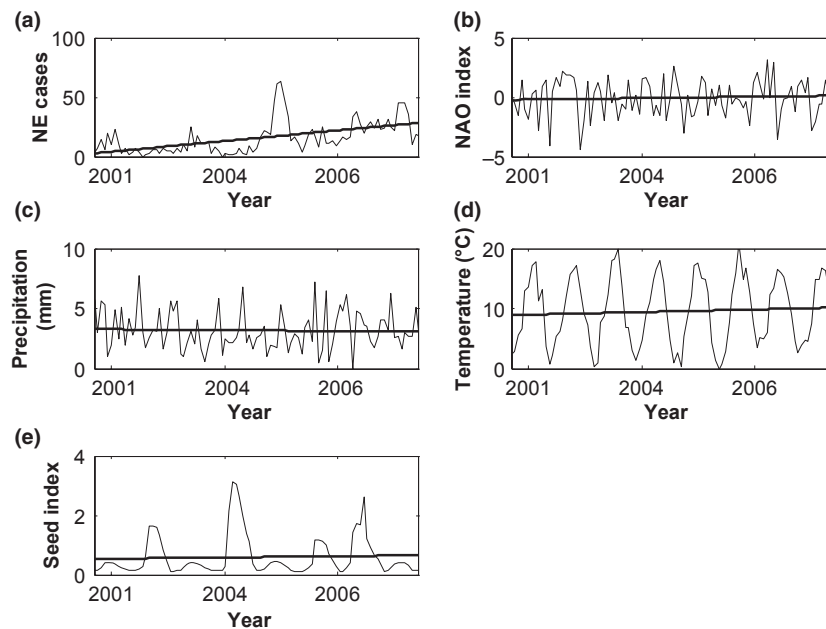 (a)
NE cases
100
50
0
2001 2004 2006
Year
(b)
NAO index
5
0
–5
2001 2004 2006
Year
(c)
Precipitation
(mm)
10
5
0
2001 2004 2006
Year
(d)
Temperature (°C)
20
10
0
2001 2004 2006
Year
(e)
Seed index
4
2
0
2001 2004 2006
Year